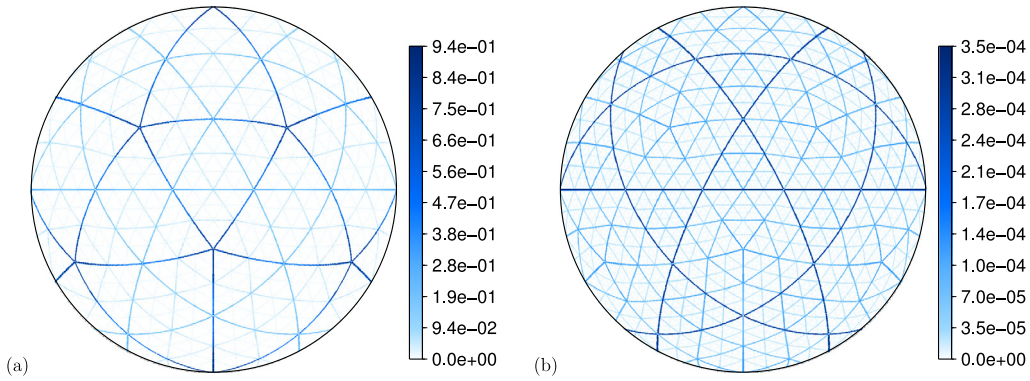 9.4e−01
8.4e−01
7.5e−01
6.6e−01
5.6e−01
4.7e−01
3.8e−01
2.8e−01
1.9e−01
9.4e−02
0.0e+00
(a)
3.5e−04
3.1e−04
2.8e−04
2.4e−04
2.1e−04
1.7e−04
1.4e−04
1.0e−04
7.0e−05
3.5e−05
0.0e+00
(b)